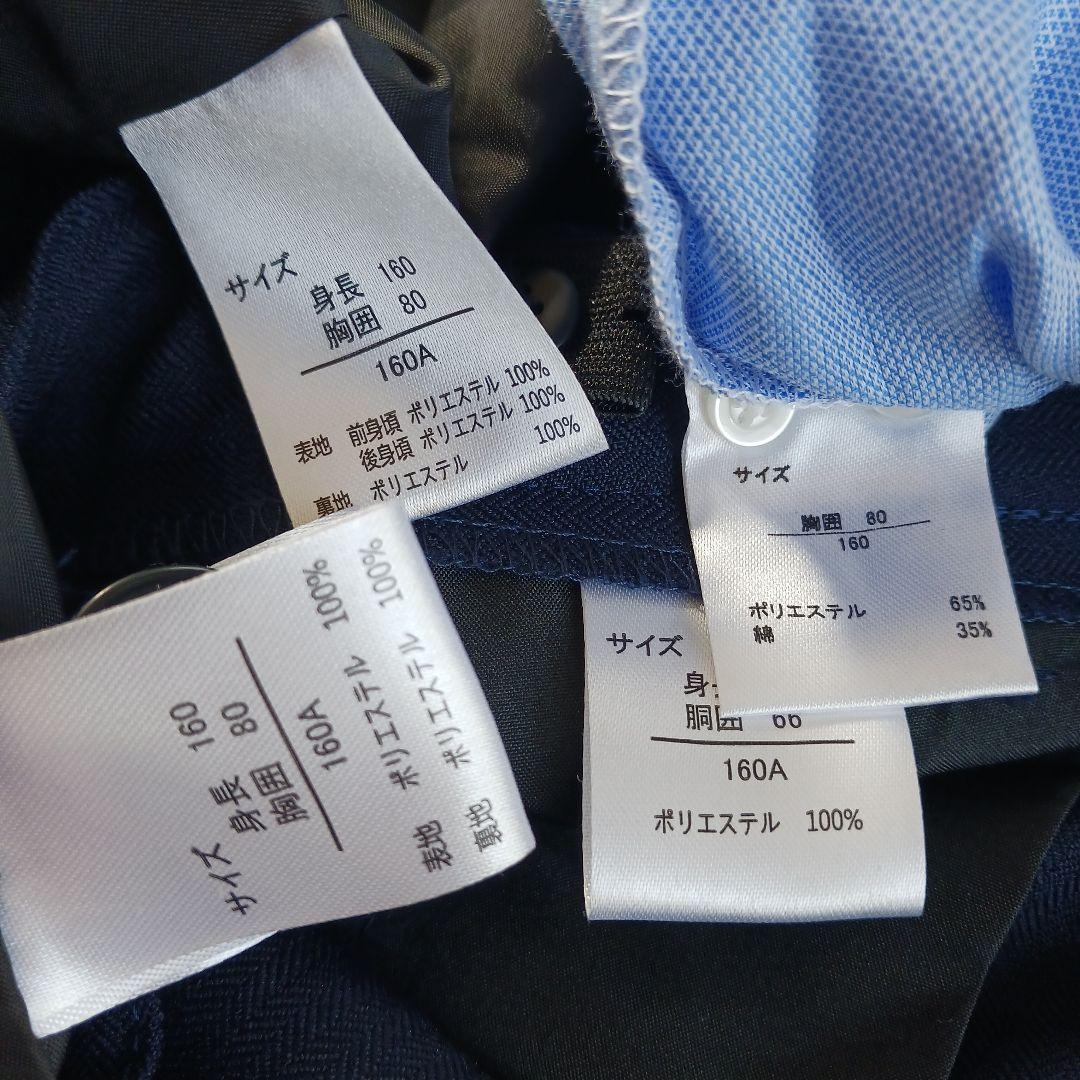 サイズ
身長 160
胸囲 80
160A
表地 前身頃 ポリエステル 100%
後身頃 ポリエステル 100%
裏地 ポリエステル 100%
サイズ
胸囲 80
160
ポリエステル 65%
綿 35%
サイズ
身長 160
胸囲 80
160A
表地 ポリエステル 100%
裏地 ポリエステル 100%
サイズ
身
胴囲 66
160A
ポリエステル 100%